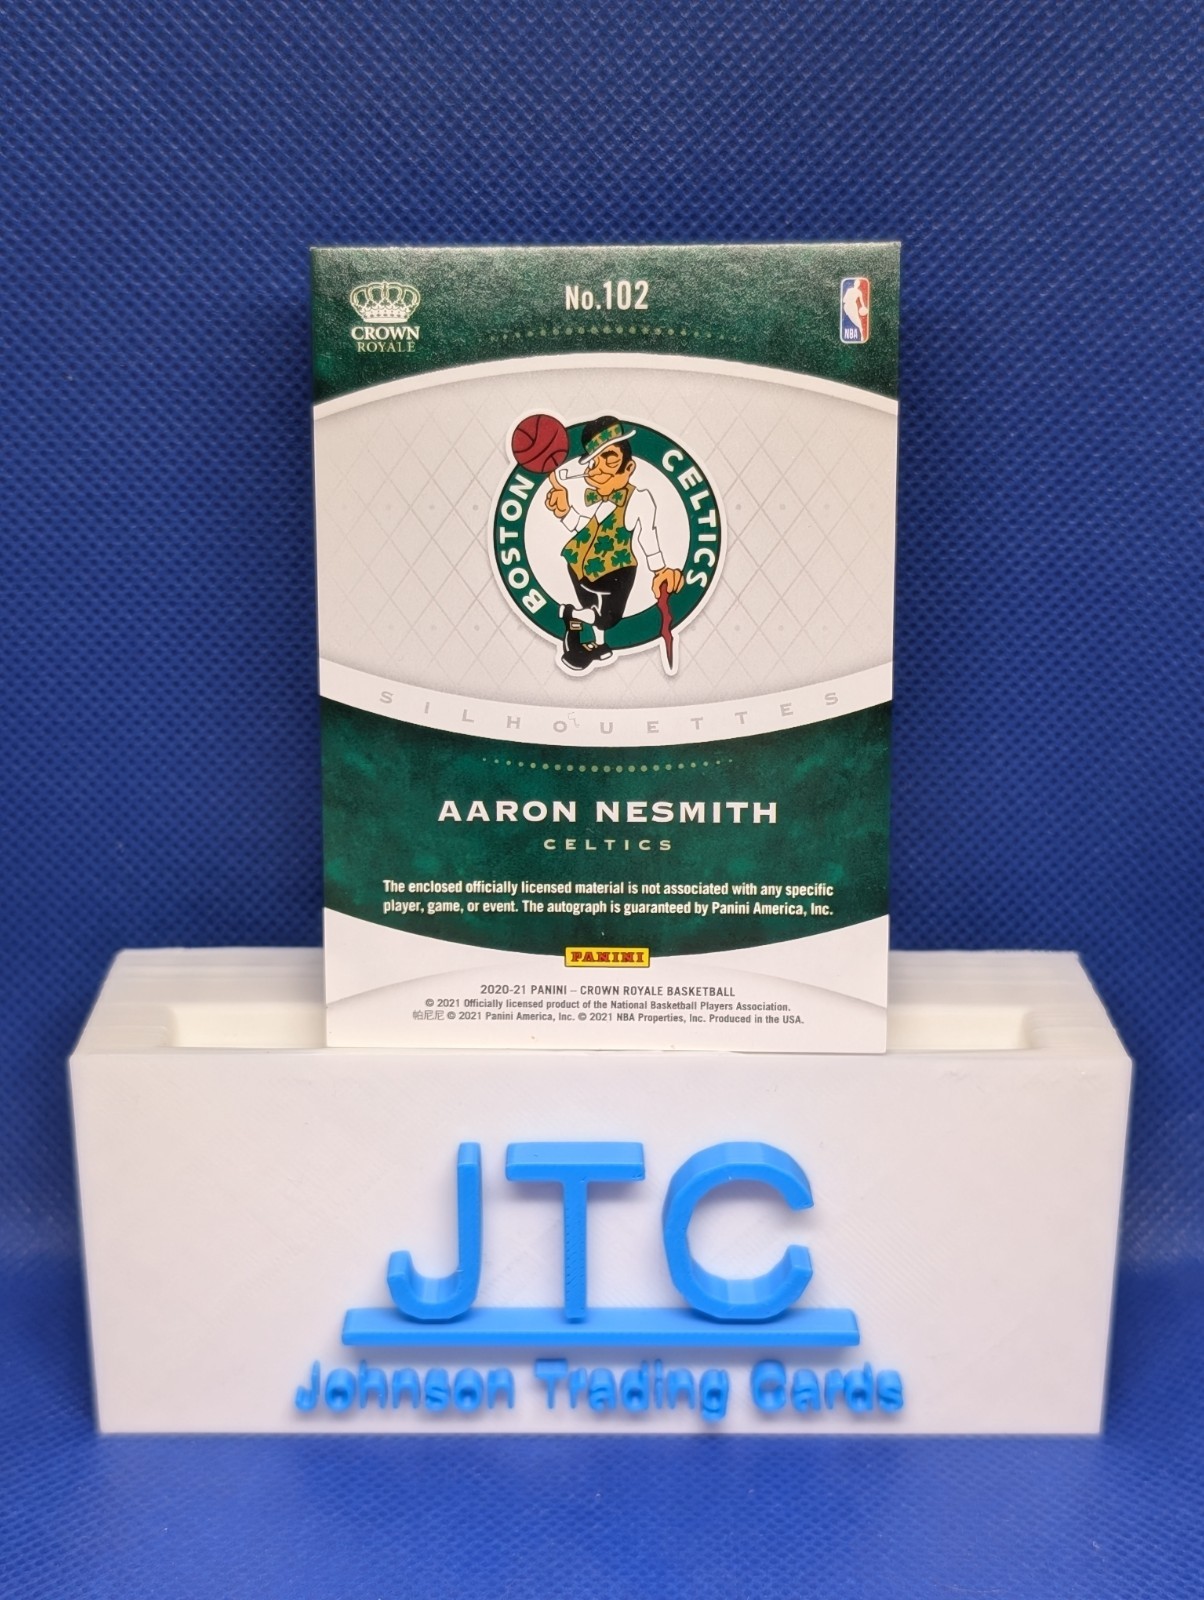 No.102
CROWN
ROYALE
NBA
BOSTON CELTICS
SILHOUETTES
AARON NESMITH
CELTICS
The enclosed officially licensed material is not associated with any specific
player, game, or event. The autograph is guaranteed by Panini America, Inc.
PANINI
2020-21 PANINI – CROWN ROYALE BASKETBALL
© 2021 Officially licensed product of the National Basketball Players Association.
帕尼尼 © 2021 Panini America, Inc. © 2021 NBA Properties, Inc. Produced in the USA.
JTC
Johnson Trading Cards